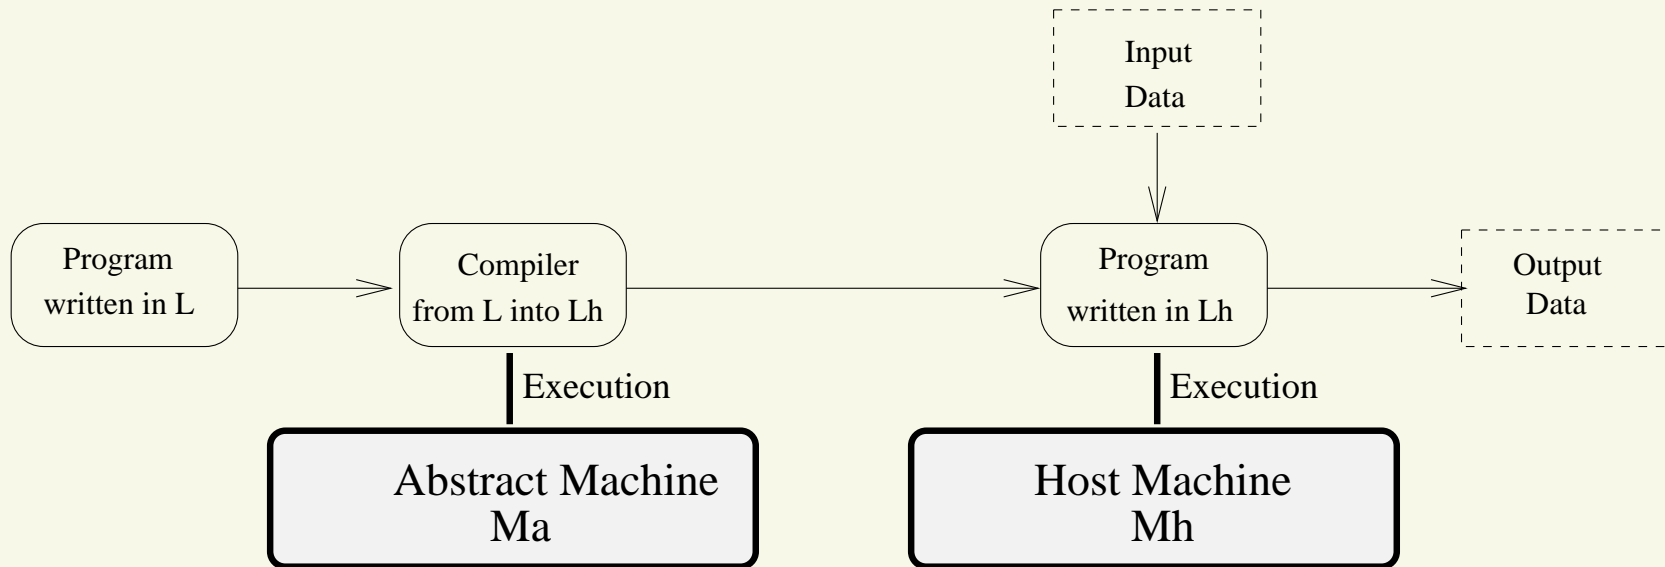 Input
Data
Program
written in L
Compiler
from L into Lh
Program
written in Lh
Output
Data
Execution
Execution
Abstract Machine
Ma
Host Machine
Mh